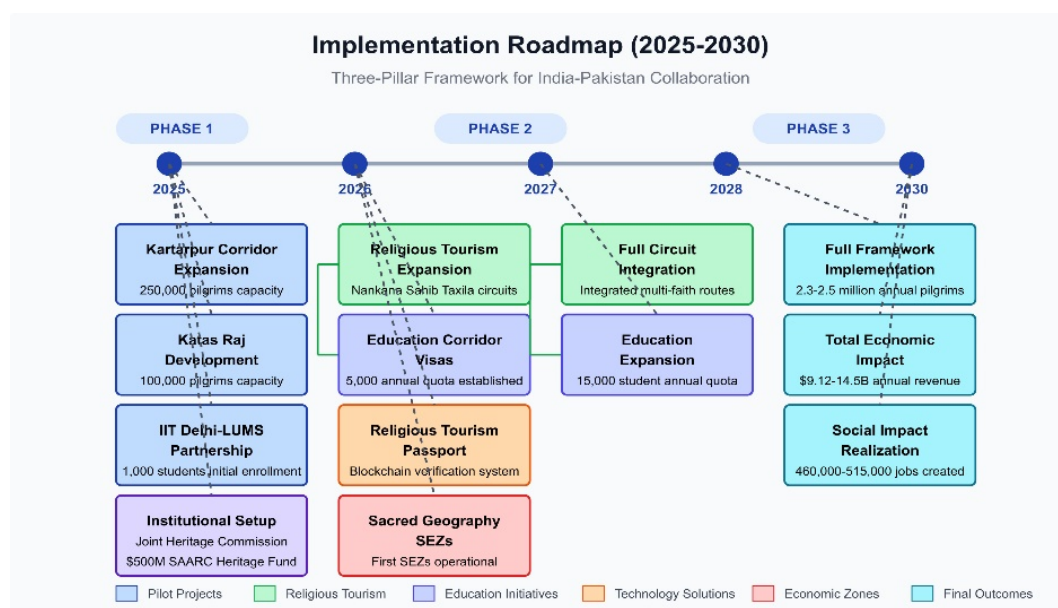 Implementation Roadmap (2025-2030)
Three-Pillar Framework for India-Pakistan Collaboration
PHASE 1
PHASE 2
PHASE 3
2025
2026
2027
2028
2030
Kartarpur Corridor
Expansion
250,000 pilgrims capacity
Religious Tourism
Expansion
Nankana Sahib Taxila circuits
Full Circuit
Integration
Integrated multi-faith routes
Full Framework
Implementation
2.3-2.5 million annual pilgrims
Katas Raj
Development
100,000 pilgrims capacity
Education Corridor
Visas
5,000 annual quota established
Education
Expansion
15,000 student annual quota
Total Economic
Impact
$9.12-14.5B annual revenue
IIT Delhi-LUMS
Partnership
1,000 students initial enrollment
Religious Tourism
Passport
Blockchain verification system
Social Impact
Realization
460,000-515,000 jobs created
Institutional Setup
Joint Heritage Commission
$500M SAARC Heritage Fund
Sacred Geography
SEZs
First SEZs operational
Pilot Projects
Religious Tourism
Education Initiatives
Technology Solutions
Economic Zones
Final Outcomes